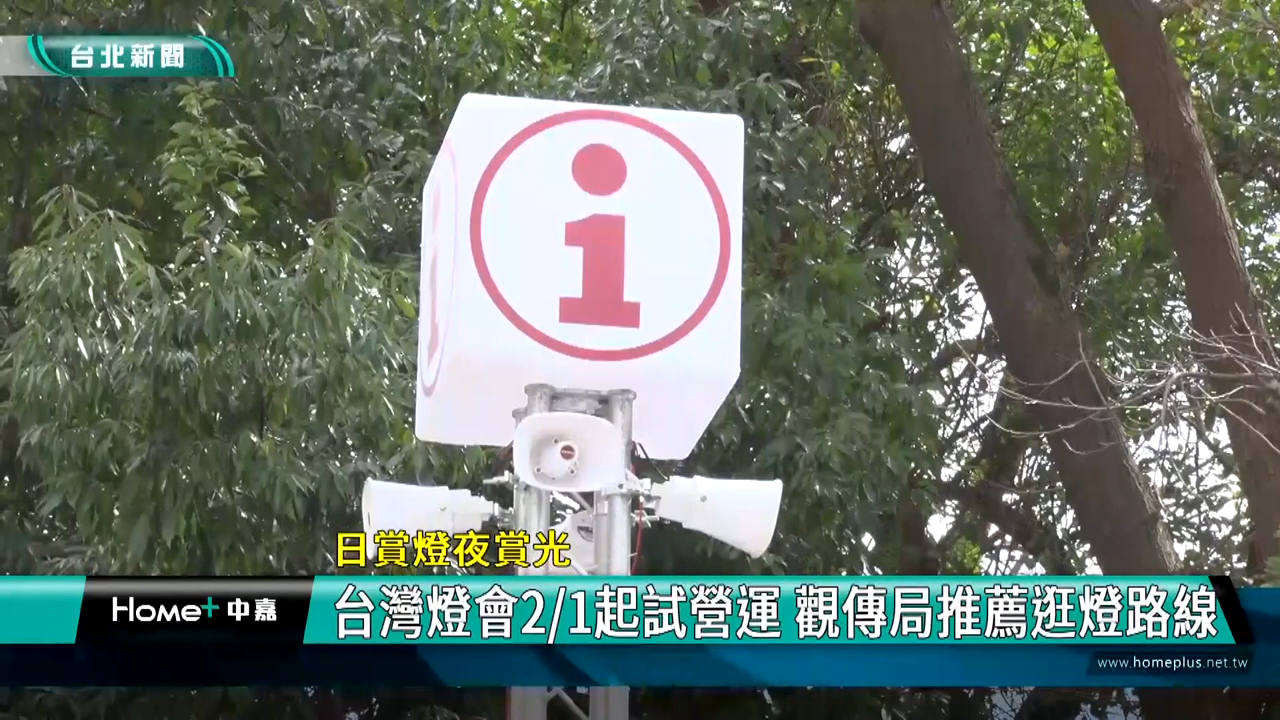 台北新聞
i
日賞燈夜賞光
Home+中嘉
台灣燈會2/1起試營運 觀傳局推薦逛燈路線
www.homeplus.net.tw